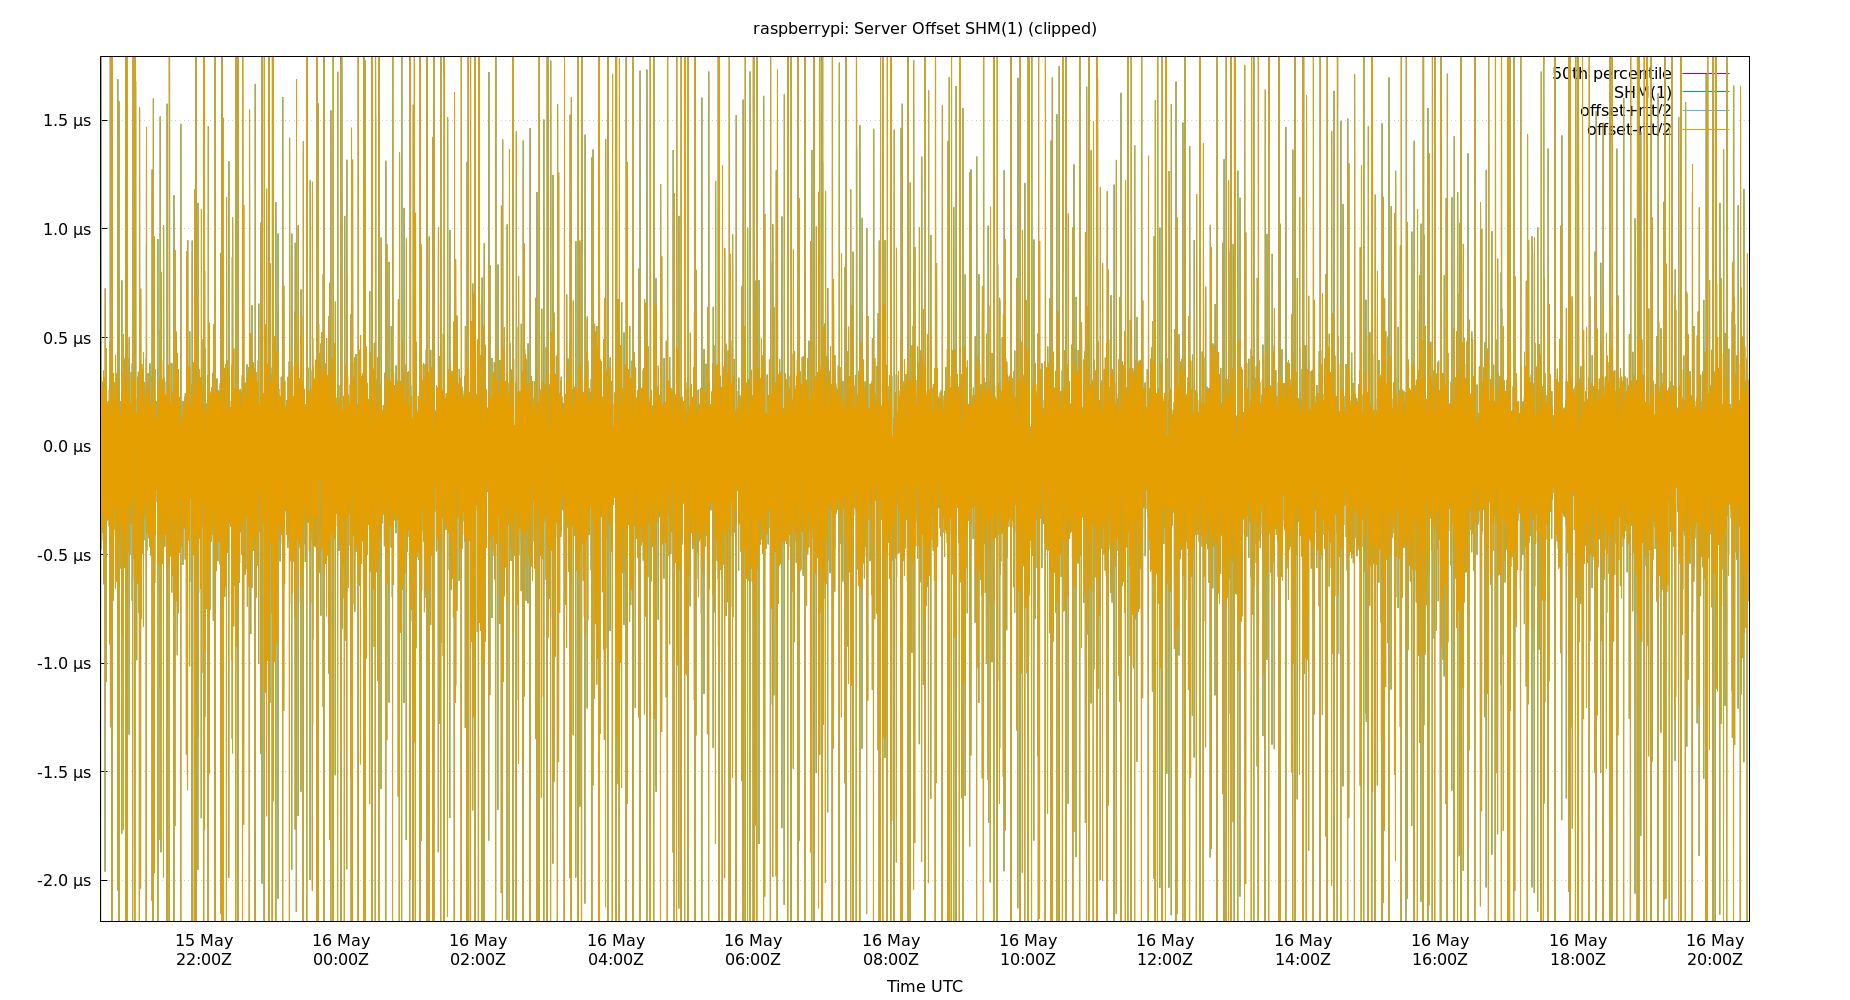 raspberrypi: Server Offset SHM(1) (clipped)
50th percentile
SHM(1)
offset+rtt/2
offset-rtt/2
1.5 µs
1.0 µs
0.5 µs
0.0 µs
-0.5 µs
-1.0 µs
-1.5 µs
-2.0 µs
15 May 16 May 16 May 16 May 16 May 16 May 16 May 16 May 16 May 16 May 16 May 16 May
22:00Z 00:00Z 02:00Z 04:00Z 06:00Z 08:00Z 10:00Z 12:00Z 14:00Z 16:00Z 18:00Z 20:00Z
Time UTC